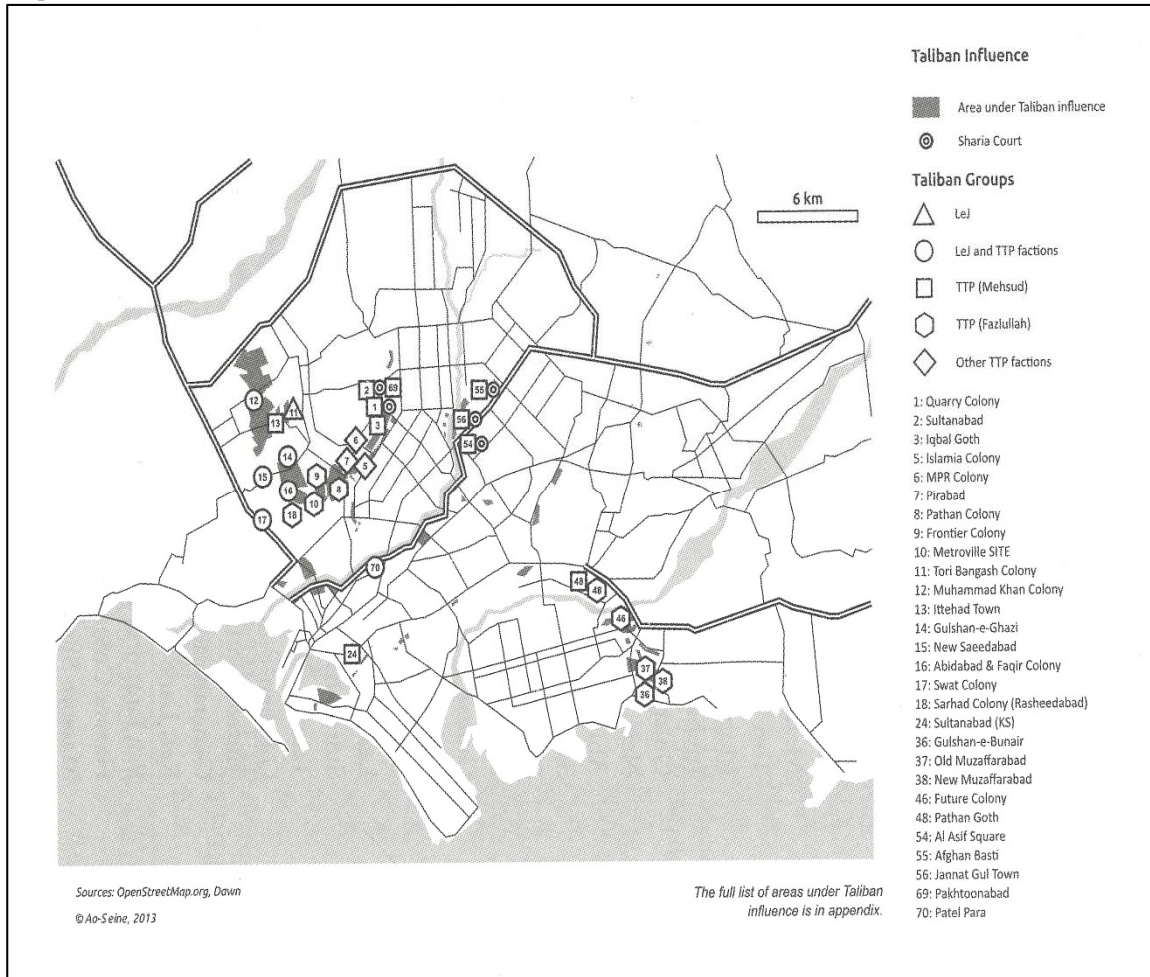 Taliban Influence
Area under Taliban influence
Sharia Court
Taliban Groups
LeJ
LeJ and TTP factions
TTP (Mehsud)
TTP (Fazlullah)
Other TTP factions
1: Quarry Colony
2: Sultanabad
3: Iqbal Goth
5: Islamia Colony
6: MPR Colony
7: Pirabad
8: Pathan Colony
9: Frontier Colony
10: Metroville SITE
11: Tori Bangash Colony
12: Muhammad Khan Colony
13: Ittehad Town
14: Gulshan-e-Ghazi
15: New Saeedabad
16: Abidabad & Faqir Colony
17: Swat Colony
18: Sarhad Colony (Rasheedabad)
24: Sultanabad (KS)
36: Gulshan-e-Bunair
37: Old Muzaffarabad
38: New Muzaffarabad
46: Future Colony
48: Pathan Goth
54: Al Asif Square
55: Afghan Basti
56: Jannat Gul Town
69: Pakhtoonabad
70: Patel Para
6 km
2
69
55
12
11
1
13
3
56
6
54
14
7
5
15
9
16
8
10
18
17
70
48
48
46
24
37
38
36
Sources: OpenStreetMap.org, Dawn
© Ao-Seine, 2013
The full list of areas under Taliban
influence is in appendix.